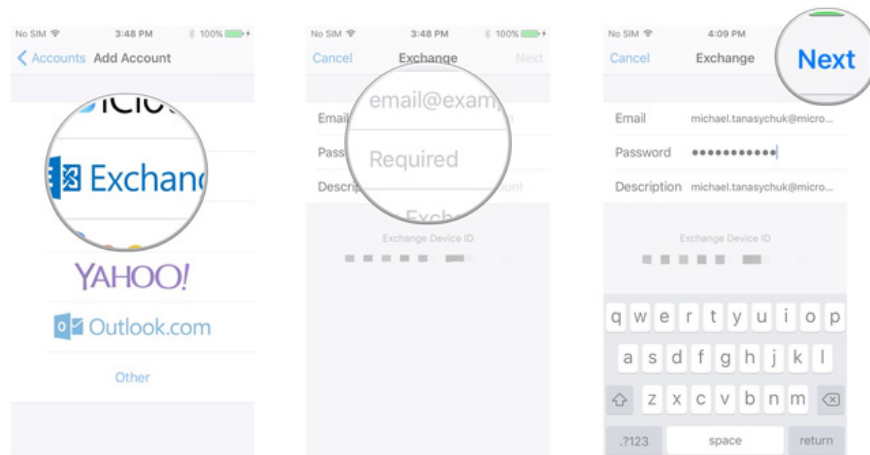 No SIM 3:48 PM 100%
Accounts Add Account
Exchan
YAHOO!
Outlook.com
Other
No SIM 3:48 PM 100%
Cancel Exchange Next
Email email@exam
Pass Required
Descrip unt
Exchange Device ID
No SIM 4:09 PM
Cancel Exchange Next
Email michael.tanasychuk@micro...
Password
Description michael.tanasychuk@micro...
Exchange Device ID
q w e r t y u i o p
a s d f g h j k l
z x c v b n m
.?123 space return